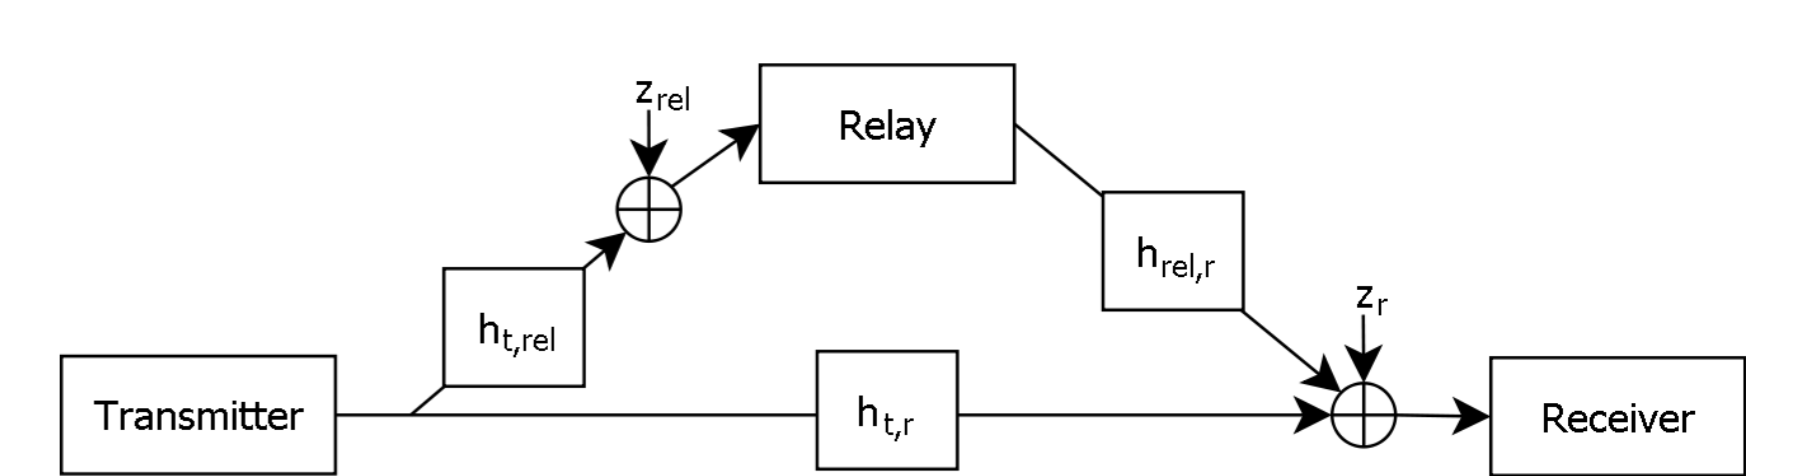 z_rel
Relay
h_rel,r
z_r
h_t,rel
Transmitter
h_t,r
Receiver